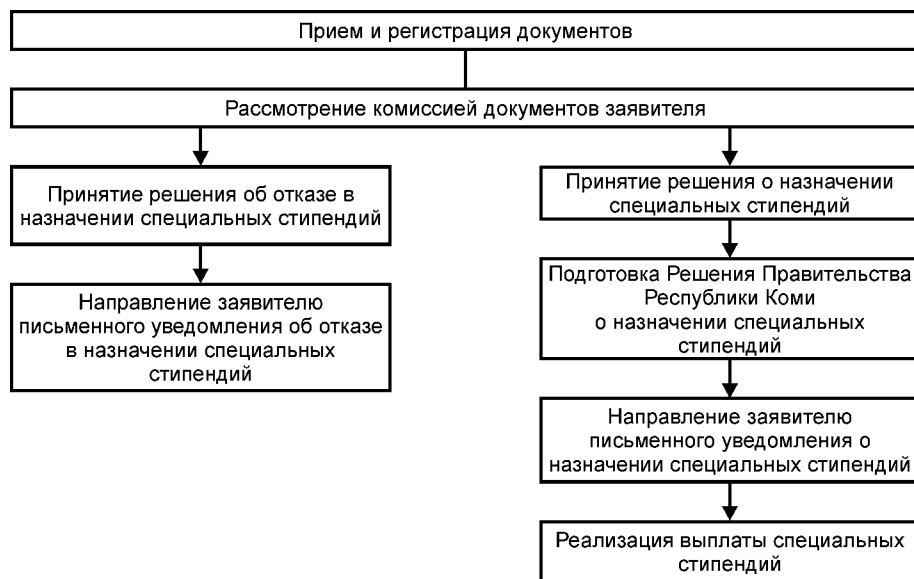 Прием и регистрация документов
Рассмотрение комиссией документов заявителя
Принятие решения об отказе в
назначении специальных стипендий
Направление заявителю
письменного уведомления об отказе
в назначении специальных
стипендий
Принятие решения о назначении
специальных стипендий
Подготовка Решения Правительства
Республики Коми
о назначении специальных
стипендий
Направление заявителю
письменного уведомления о
назначении специальных стипендий
Реализация выплаты специальных
стипендий